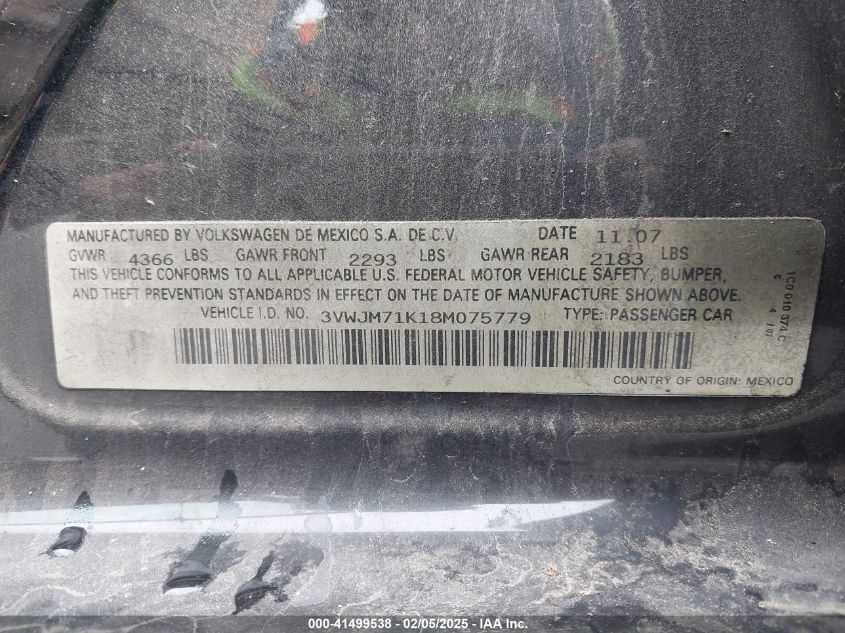 MANUFACTURED BY VOLKSWAGEN DE MEXICO S.A. DE C.V. DATE 11.07
GVWR 4366 LBS GAWR FRONT 2293 LBS GAWR REAR 2183 LBS
THIS VEHICLE CONFORMS TO ALL APPLICABLE U.S. FEDERAL MOTOR VEHICLE SAFETY, BUMPER,
AND THEFT PREVENTION STANDARDS IN EFFECT ON THE DATE OF MANUFACTURE SHOWN ABOVE.
VEHICLE I.D. NO. 3VWJM71K18M075779 TYPE: PASSENGER CAR
COUNTRY OF ORIGIN: MEXICO
1C0 010 374 C
000-41499538 - 02/05/2025 - IAA Inc.